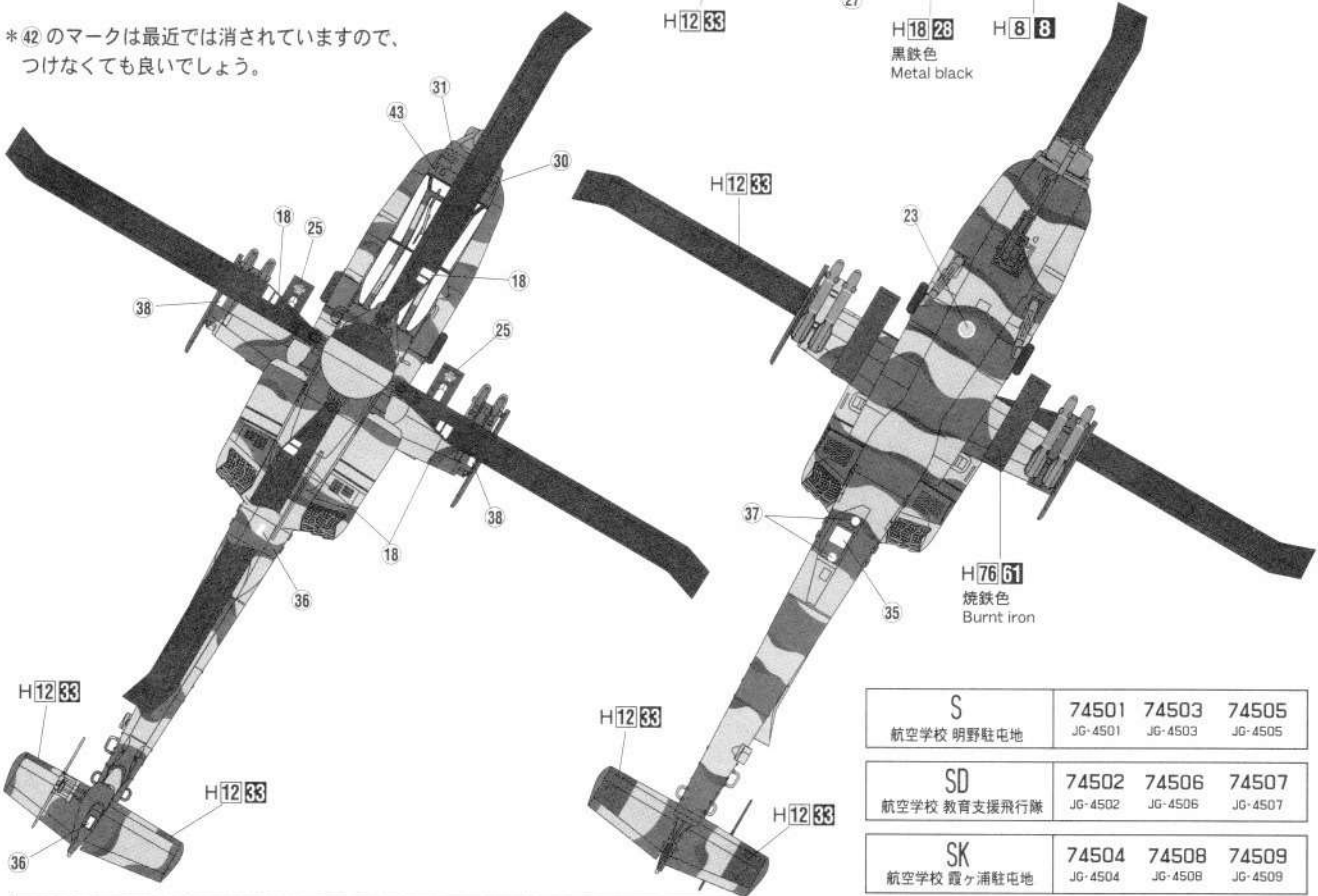 H12 33
27
H18 28
黒鉄色
Metal black
H8 8
*㊷のマークは最近では消されていますので、
つけなくても良いでしょう。
31
43
30
18
25
38
18
25
38
18
36
H12 33
H12 33
36
H12 33
23
37
35
H76 61
焼鉄色
Burnt iron
H12 33
H12 33
S
航空学校 明野駐屯地
74501 74503 74505
JG-4501 JG-4503 JG-4505
SD
航空学校 教育支援飛行隊
74502 74506 74507
JG-4502 JG-4506 JG-4507
SK
航空学校 霞ヶ浦駐屯地
74504 74508 74509
JG-4504 JG-4508 JG-4509